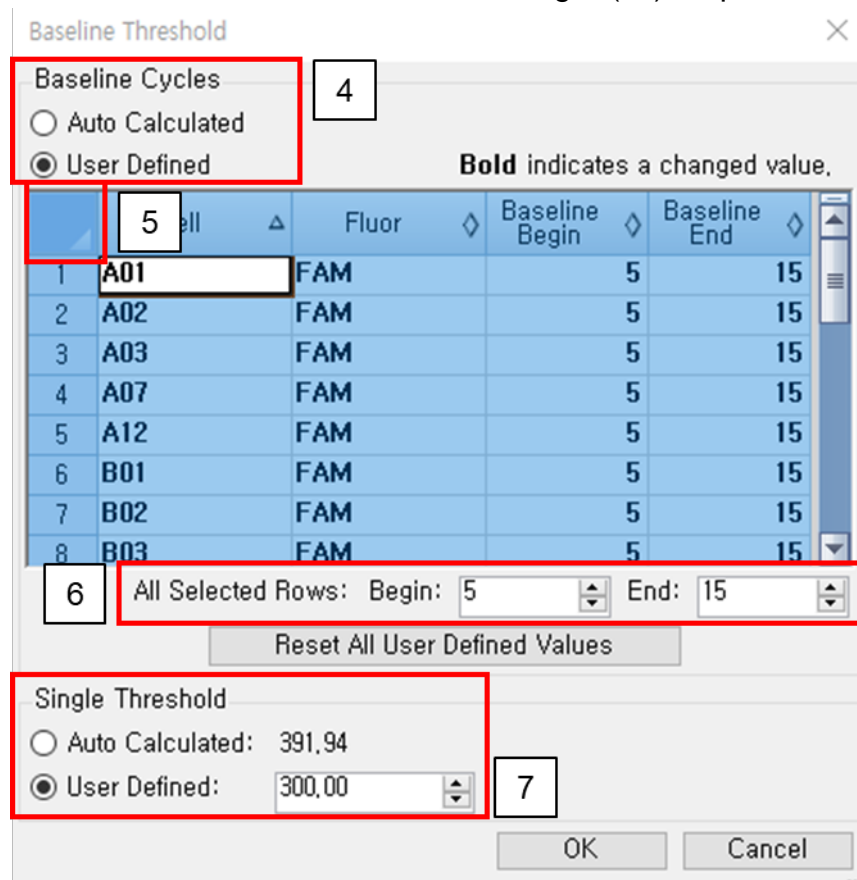 Baseline Threshold
Baseline Cycles
4
Auto Calculated
User Defined
Bold indicates a changed value.
5 ell Fluor Baseline Begin Baseline End
1 A01 FAM 5 15
2 A02 FAM 5 15
3 A03 FAM 5 15
4 A07 FAM 5 15
5 A12 FAM 5 15
6 B01 FAM 5 15
7 B02 FAM 5 15
8 B03 FAM 5 15
6 All Selected Rows: Begin: 5 End: 15
Reset All User Defined Values
Single Threshold
Auto Calculated: 391.94
User Defined: 300.00
7
OK Cancel